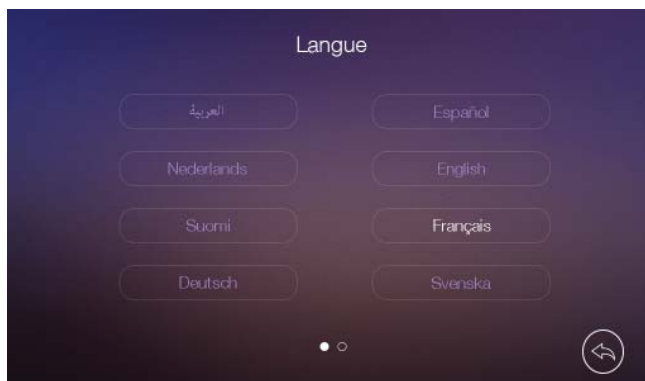 Langue
العربية
Español
Nederlands
English
Suomi
Français
Deutsch
Svenska